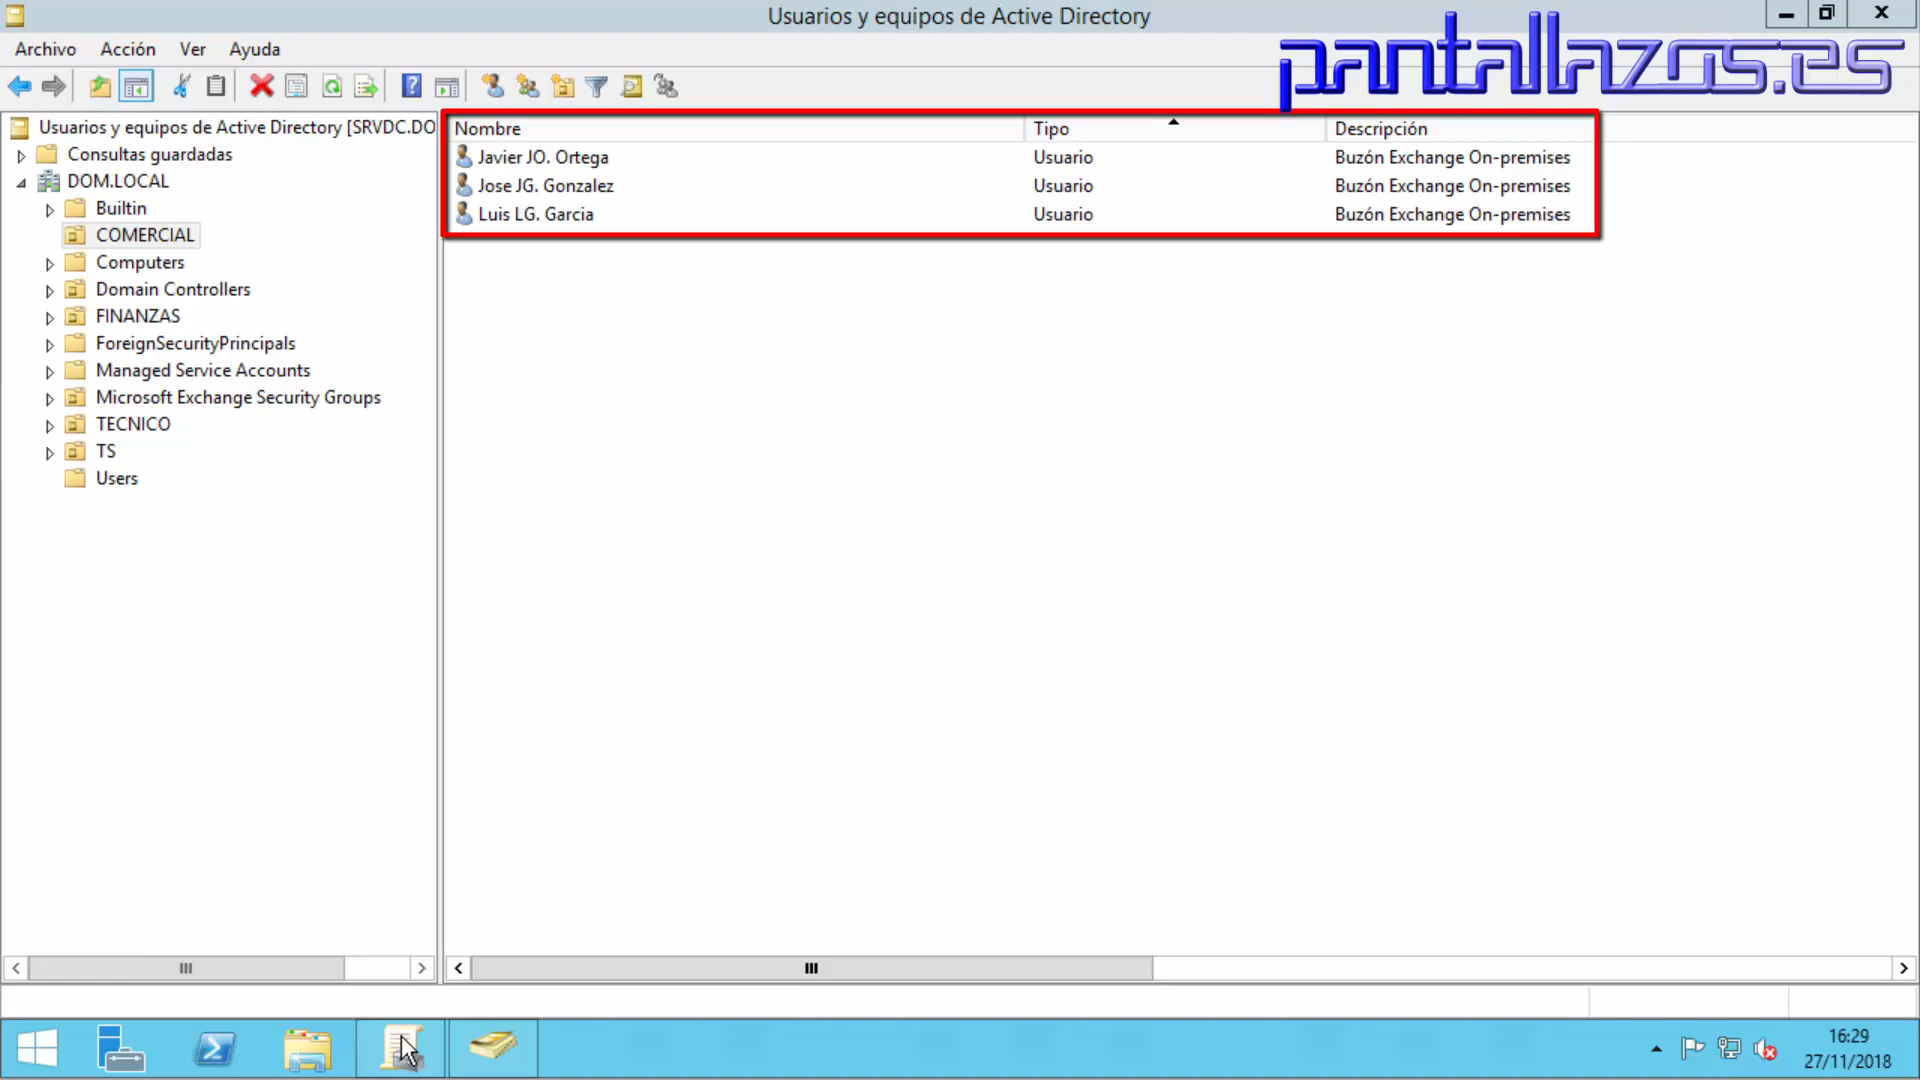 Usuarios y equipos de Active Directory
Archivo Acción Ver Ayuda
pantallazos.es
Usuarios y equipos de Active Directory [SRVDC.DO
Consultas guardadas
DOM.LOCAL
Builtin
COMERCIAL
Computers
Domain Controllers
FINANZAS
ForeignSecurityPrincipals
Managed Service Accounts
Microsoft Exchange Security Groups
TECNICO
TS
Users
Nombre Tipo Descripción
Javier JO. Ortega Usuario Buzón Exchange On-premises
Jose JG. Gonzalez Usuario Buzón Exchange On-premises
Luis LG. Garcia Usuario Buzón Exchange On-premises
16:29
27/11/2018